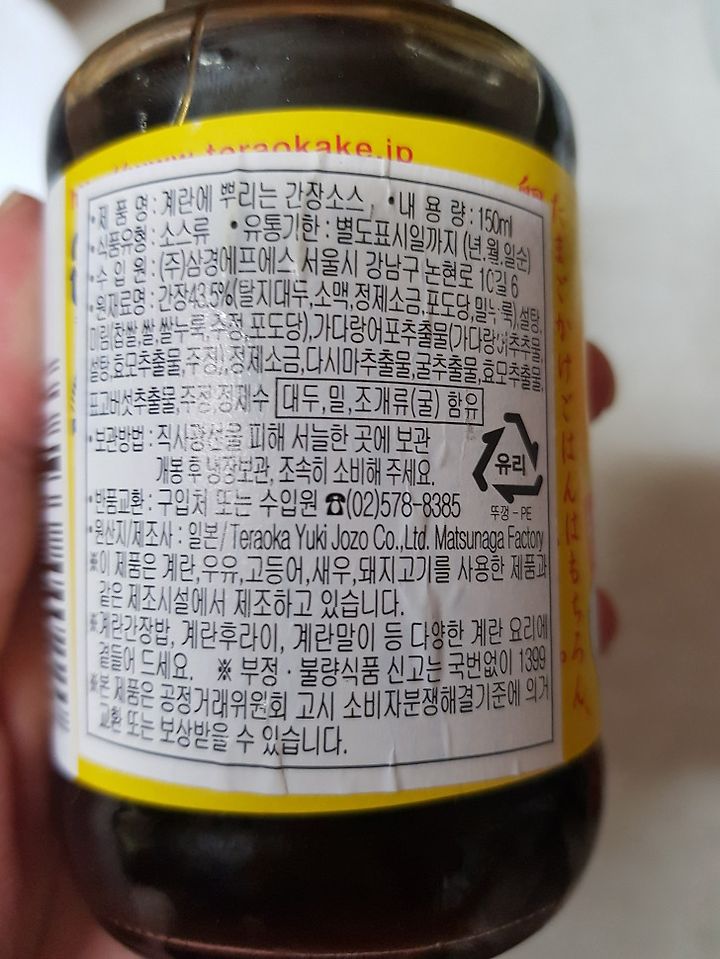 www.teraokake.jp
•제 품 명 : 계란에 뿌리는 간장소스 •내 용 량 : 150ml
•식품유형 : 소스류 •유통기한 : 별도표시일까지 (년.월.일순)
•수 입 원 : (주)삼경에프에스 서울시 강남구 논현로 10길 6
•원재료명 : 간장43.5%(탈지대두,소맥,정제소금,포도당,밀누룩),설탕,
미림(찹쌀,쌀,쌀누룩,주정,포도당),가다랑어포추출물(가다랑어추출물,
설탕,효모추출물,주정),정제소금,다시마추출물,굴추출물,효모추출물,
표고버섯추출물,주정,정제수 대두,밀,조개류(굴) 함유
•보관방법 : 직사광선을 피해 서늘한 곳에 보관
개봉 후 냉장보관, 조속히 소비해 주세요.
유리
•반품교환 : 구입처 또는 수입원 ☎(02)578-8385
뚜껑 - PE
•원산지/제조사 : 일본/ Teraoka Yuki Jozo Co.,Ltd. Matsunaga Factory
※이 제품은 계란,우유,고등어,새우,돼지고기를 사용한 제품과
같은 제조시설에서 제조하고 있습니다.
※계란간장밥, 계란후라이, 계란말이 등 다양한 계란 요리에
곁들어 드세요. ※ 부정 · 불량식품 신고는 국번없이 1399
※본 제품은 공정거래위원회 고시 소비자분쟁해결기준에 의거
교환 또는 보상받을 수 있습니다.
たまごかけごはんはもちろん、